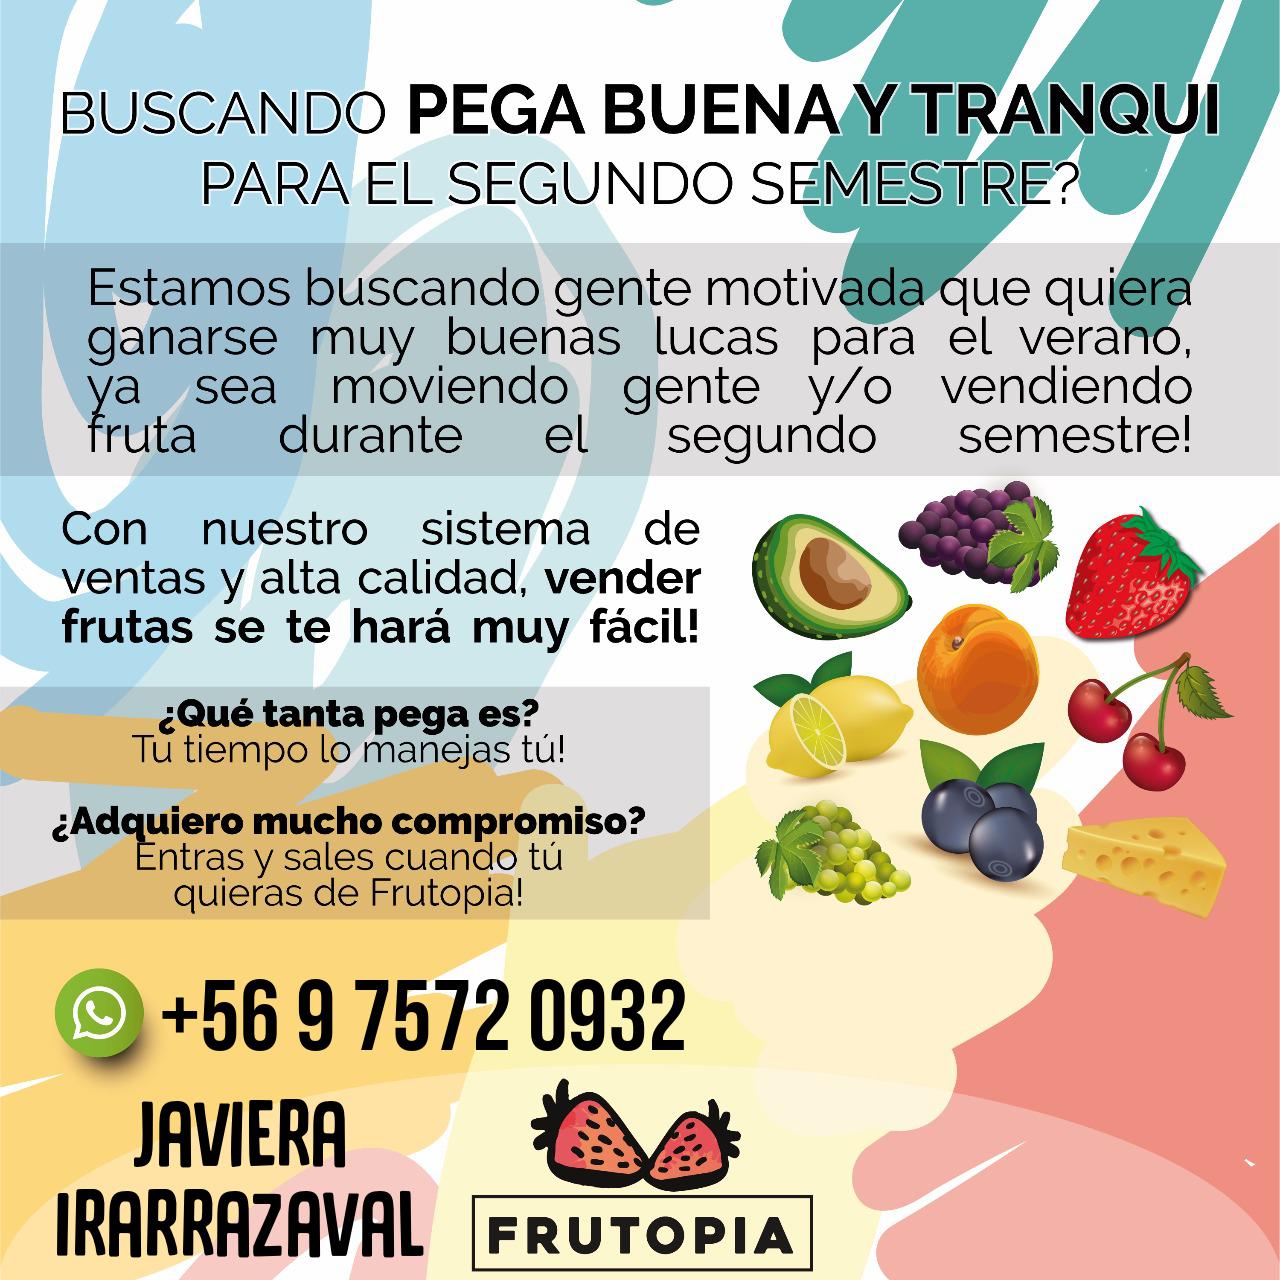 BUSCANDO PEGA BUENA Y TRANQUI
PARA EL SEGUNDO SEMESTRE?
Estamos buscando gente motivada que quiera
ganarse muy buenas lucas para el verano,
ya sea moviendo gente y/o vendiendo
fruta durante el segundo semestre!
Con nuestro sistema de
ventas y alta calidad, vender
frutas se te hará muy fácil!
¿Qué tanta pega es?
Tu tiempo lo manejas tú!
¿Adquiero mucho compromiso?
Entras y sales cuando tú
quieras de Frutopia!
+56 9 7572 0932
JAVIERA
IRARRAZAVAL
FRUTOPIA